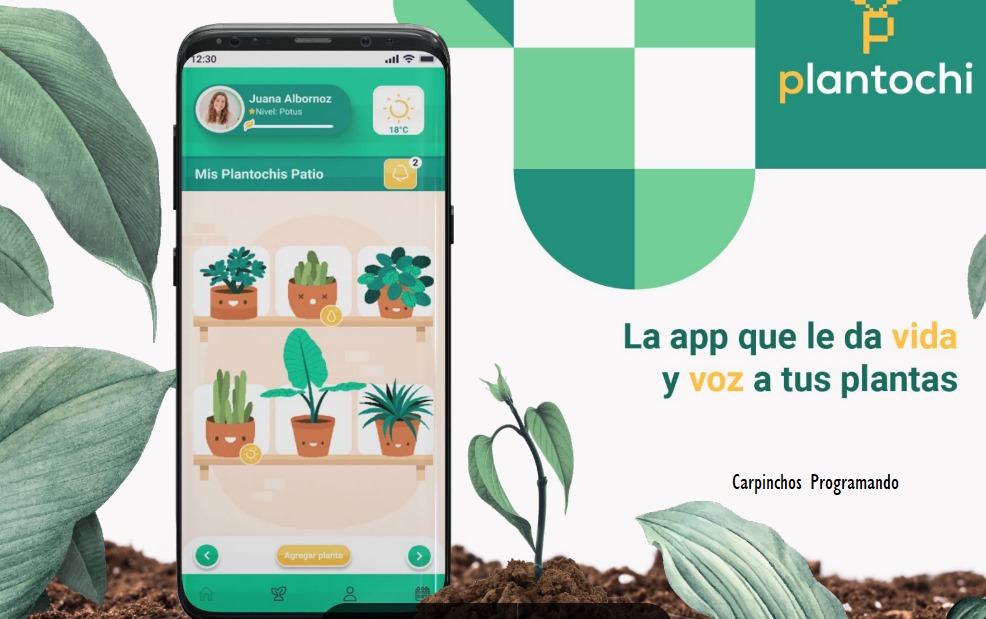 12:30
Juana Albornoz
Nivel: Potus
18°C
Mis Plantochis Patio
2
Agregar planta
plantochi
La app que le da vida
y voz a tus plantas
Carpinchos Programando